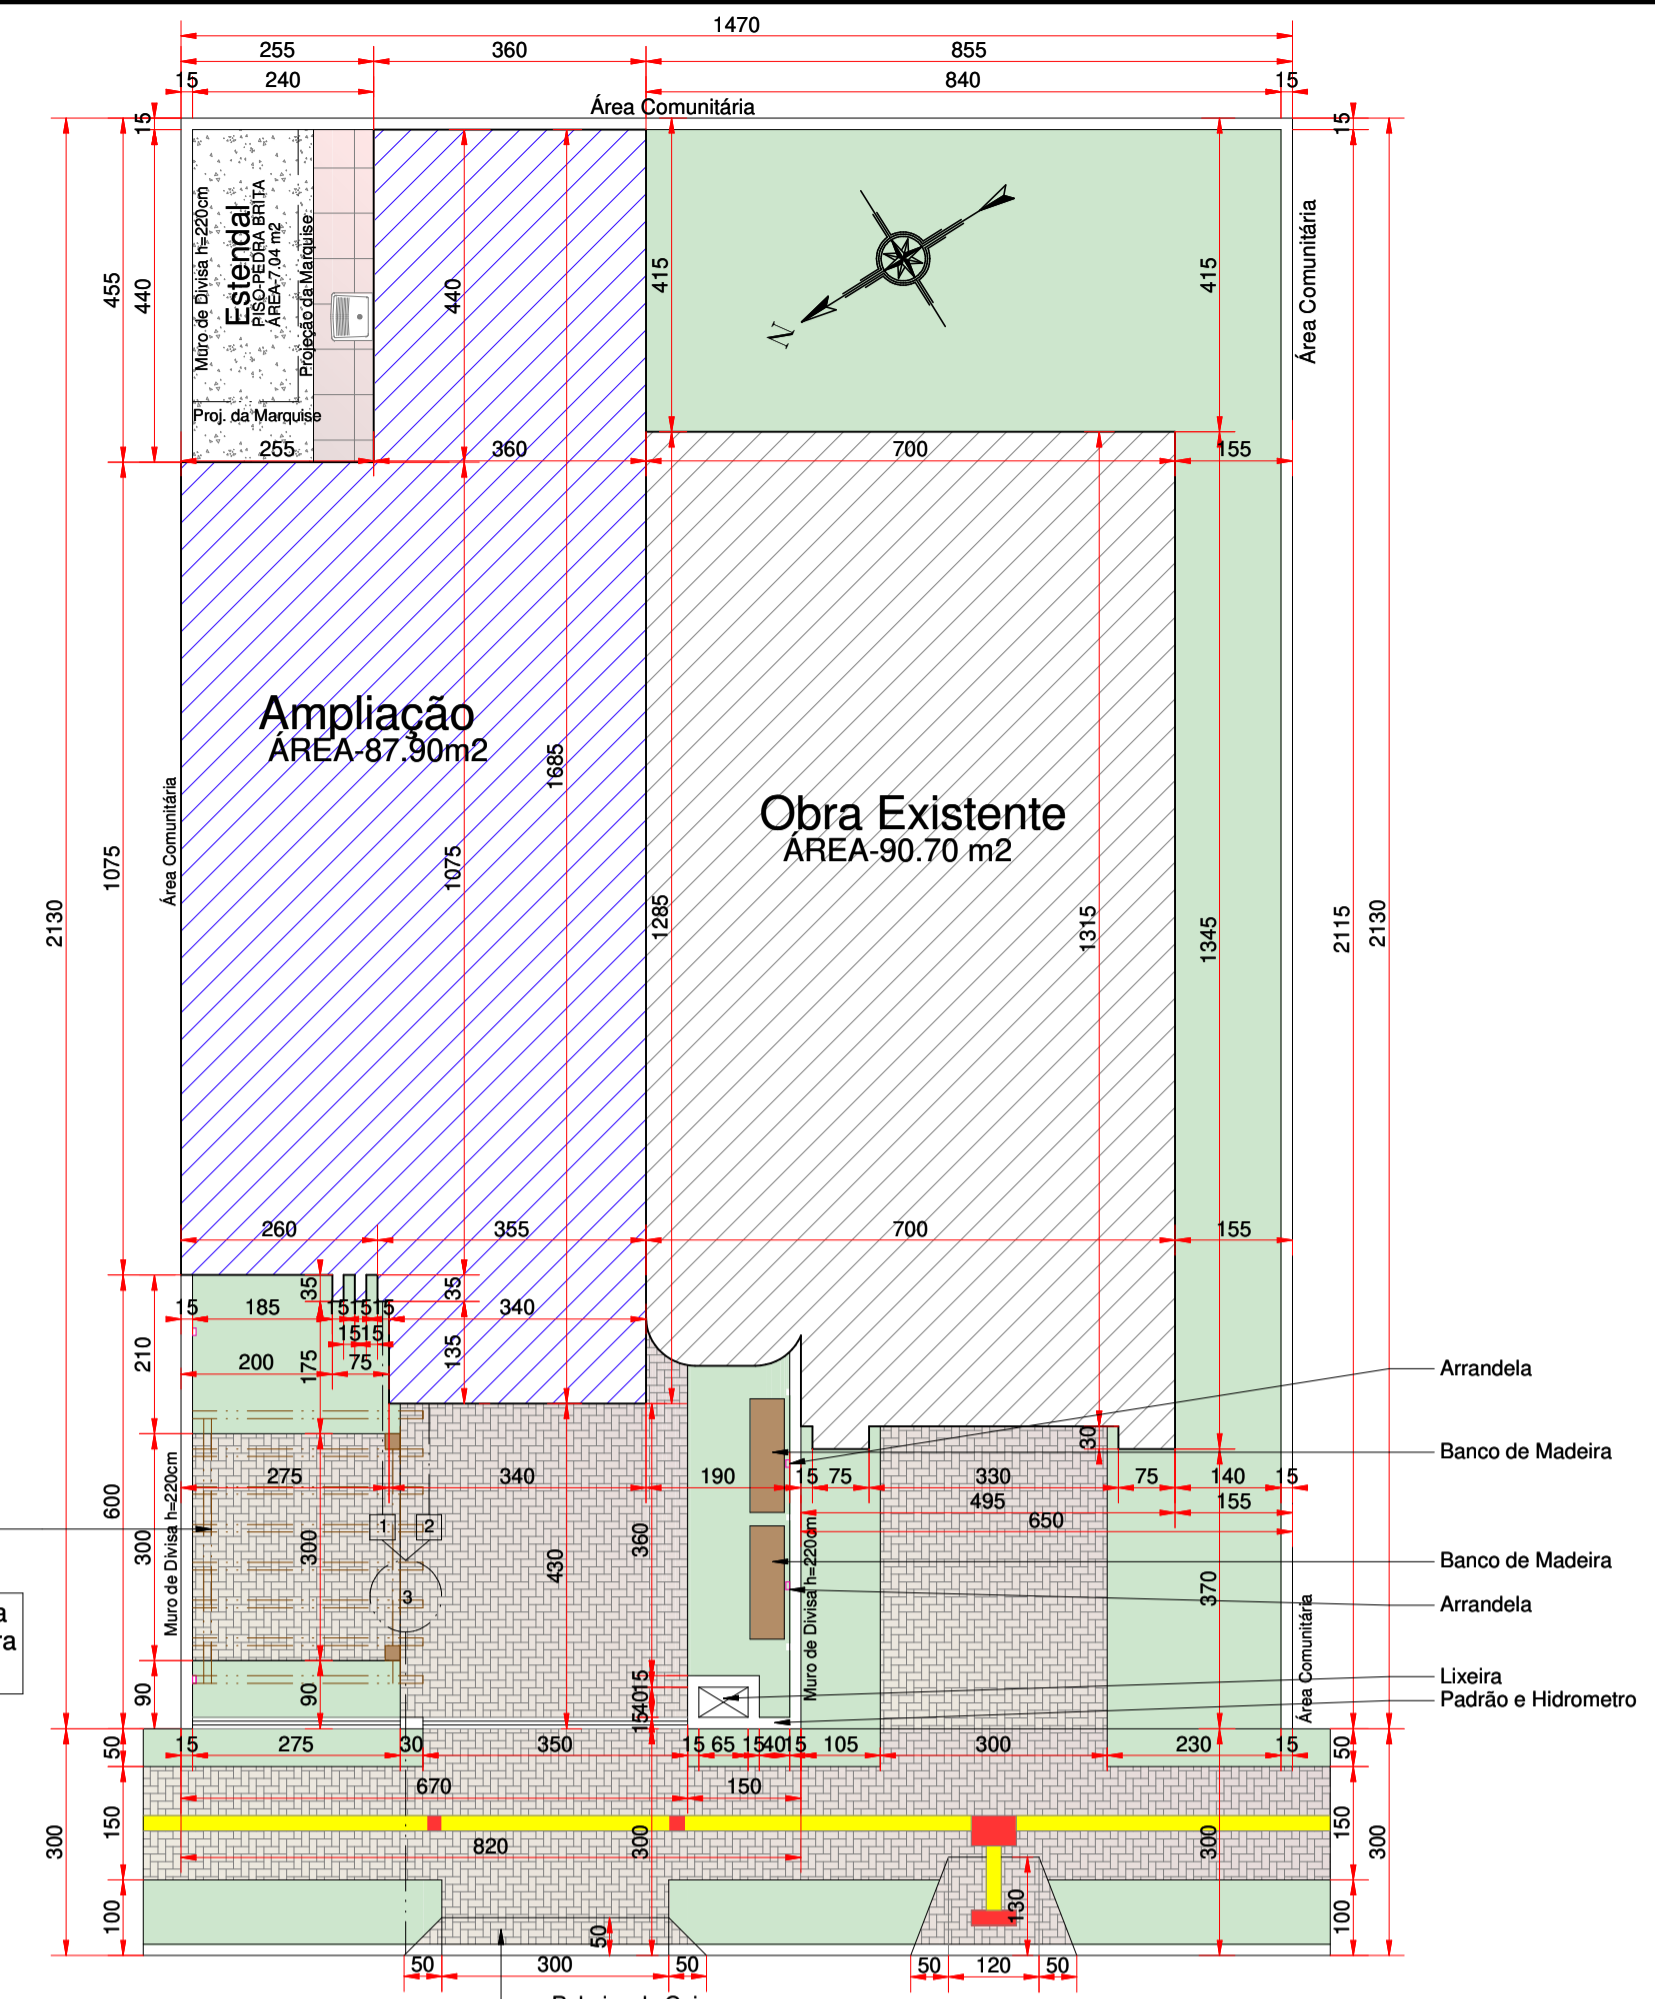 1470
255 360 855
15 240 840 15
Área Comunitária
15 15
Muro de Divisa h=220cm
Estendal
PISO-PEDRA BRITA
ÁREA-7.04 m2
Projeção da Marquise
Proj. da Marquise
455 440 440 415 415
N
Área Comunitária
255 360 700 155
Ampliação
ÁREA-87.90m2
Obra Existente
ÁREA-90.70 m2
Área Comunitária
2130 1075 1075 1685 1285 1315 1345 2115 2130
260 355 700 155
35 35
15 185 15 15 15 15 340
15 15
210 200 175 75 135
Arrandela
30
Banco de Madeira
275 340 190 15 75 330 75 140 15
495 155
650
Muro de Divisa h=220cm
600 300 300 1 2 430 360
3
Muro de Divisa h=220cm
370
Banco de Madeira
Arrandela
Área Comunitária
a
ra
90 90 15 40 15
Lixeira
Padrão e Hidrometro
50 15 275 30 350 15 65 15 40 15 105 300 230 15 50
670 150
300 150 820 300 300 150 300
100 50 130 100
50 300 50 50 120 50